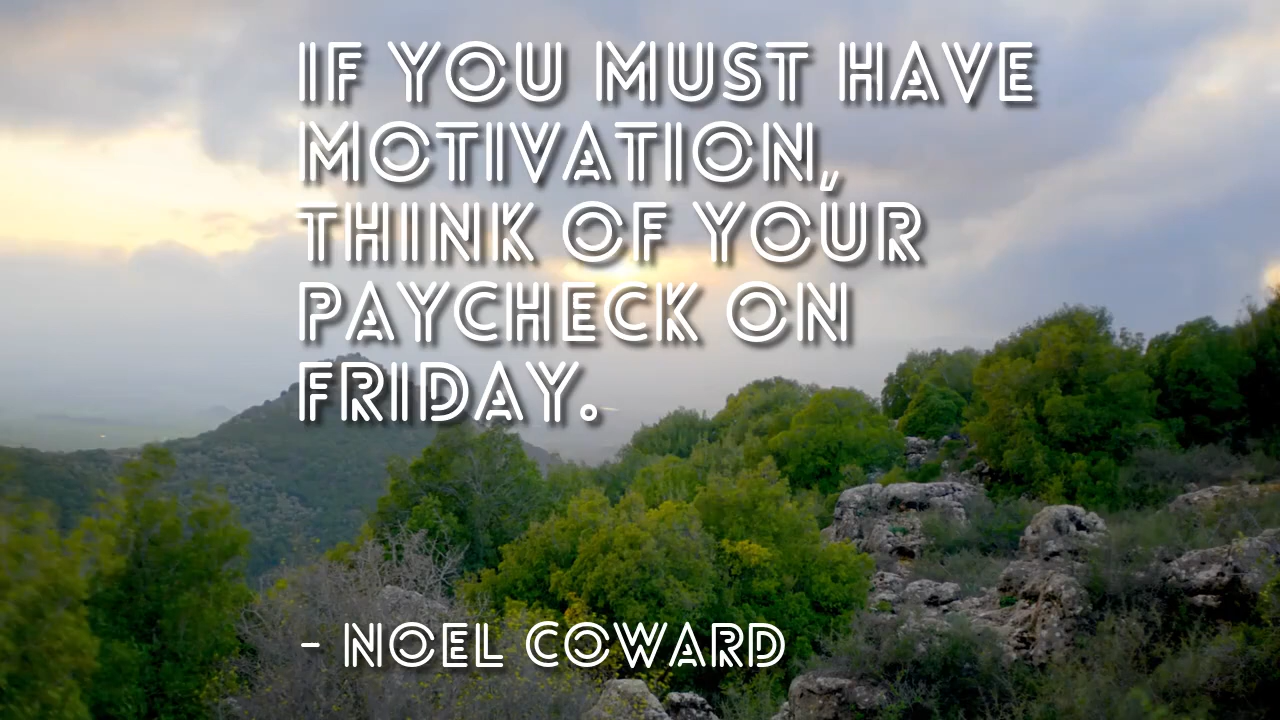 IF YOU MUST HAVE
MOTIVATION,
THINK OF YOUR
PAYCHECK ON
FRIDAY.
- NOEL COWARD